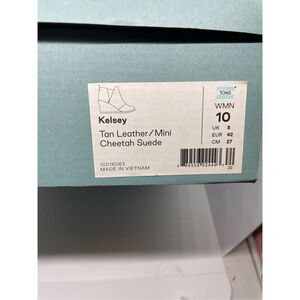 TOMS
WMN
Kelsey
10
Tan Leather/Mini
Cheetah Suede
UK 8
EUR 42
CM 27
10016063
MADE IN VIETNAM
20